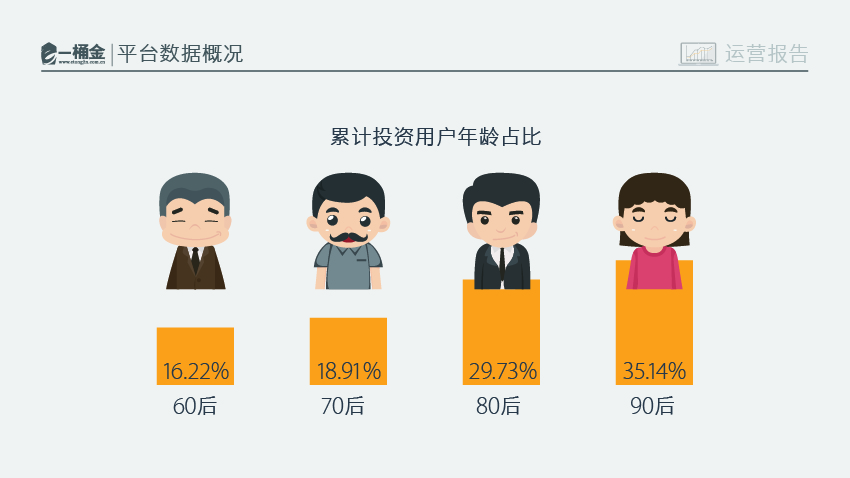 一桶金
平台数据概况
运营报告
累计投资用户年龄占比
16.22%
18.91%
29.73%
35.14%
60后
70后
80后
90后